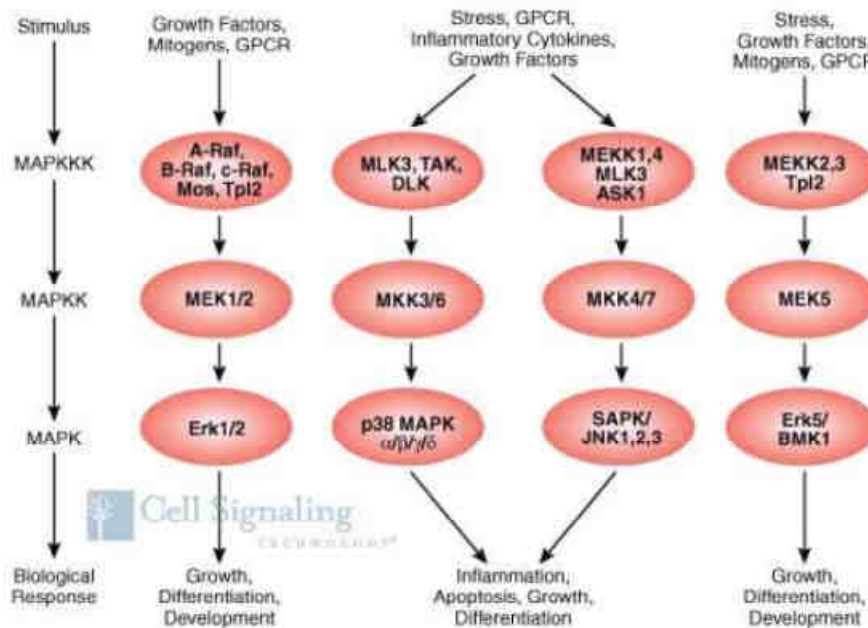 Stimulus
Growth Factors,
Mitogens, GPCR
Stress, GPCR,
Inflammatory Cytokines,
Growth Factors
Stress,
Growth Factors,
Mitogens, GPCR
MAPKKK
A-Raf,
B-Raf, c-Raf,
Mos, Tpl2
MLK3, TAK,
DLK
MEKK1,4
MLK3
ASK1
MEKK2,3
Tpl2
MAPKK
MEK1/2
MKK3/6
MKK4/7
MEK5
MAPK
Erk1/2
p38 MAPK
α/β/γ/δ
SAPK/
JNK1,2,3
Erk5/
BMK1
Cell Signaling
TECHNOLOGY®
Biological
Response
Growth,
Differentiation,
Development
Inflammation,
Apoptosis, Growth,
Differentiation
Growth,
Differentiation,
Development